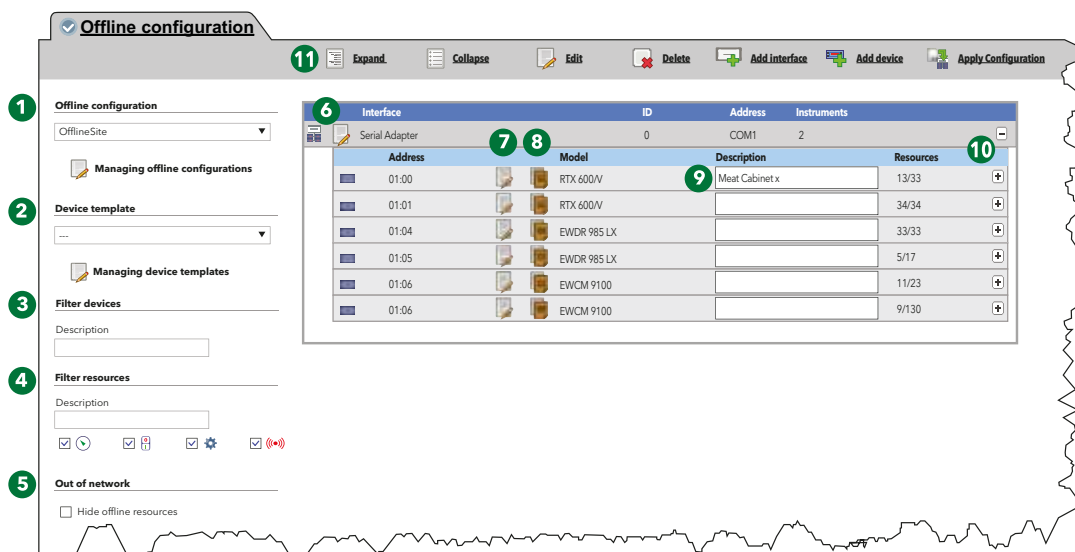 Offline configuration
11 Expand Collapse Edit Delete Add interface Add device Apply Configuration
1 Offline configuration
OfflineSite
Managing offline configurations
2 Device template
---
Managing device templates
3 Filter devices
Description
4 Filter resources
Description
5 Out of network
Hide offline resources
6 Interface ID Address Instruments
Serial Adapter 0 COM1 2
7 8 10
Address Model Description Resources
01:00 RTX 600/V 9 Meat Cabinet x 13/33
01:01 RTX 600/V 34/34
01:04 EWDR 985 LX 33/33
01:05 EWDR 985 LX 5/17
01:06 EWCM 9100 11/23
01:06 EWCM 9100 9/130